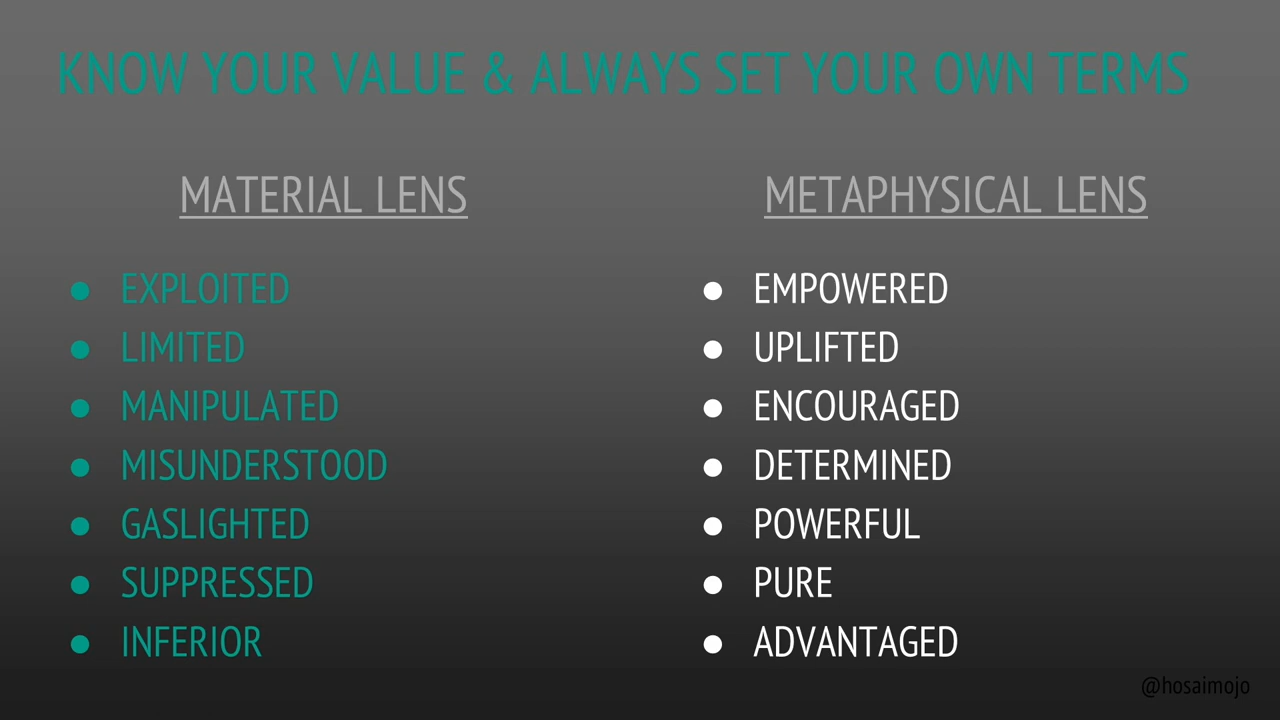 KNOW YOUR VALUE & ALWAYS SET YOUR OWN TERMS
MATERIAL LENS
● EXPLOITED
● LIMITED
● MANIPULATED
● MISUNDERSTOOD
● GASLIGHTED
● SUPPRESSED
● INFERIOR
METAPHYSICAL LENS
● EMPOWERED
● UPLIFTED
● ENCOURAGED
● DETERMINED
● POWERFUL
● PURE
● ADVANTAGED
@hosaimojo